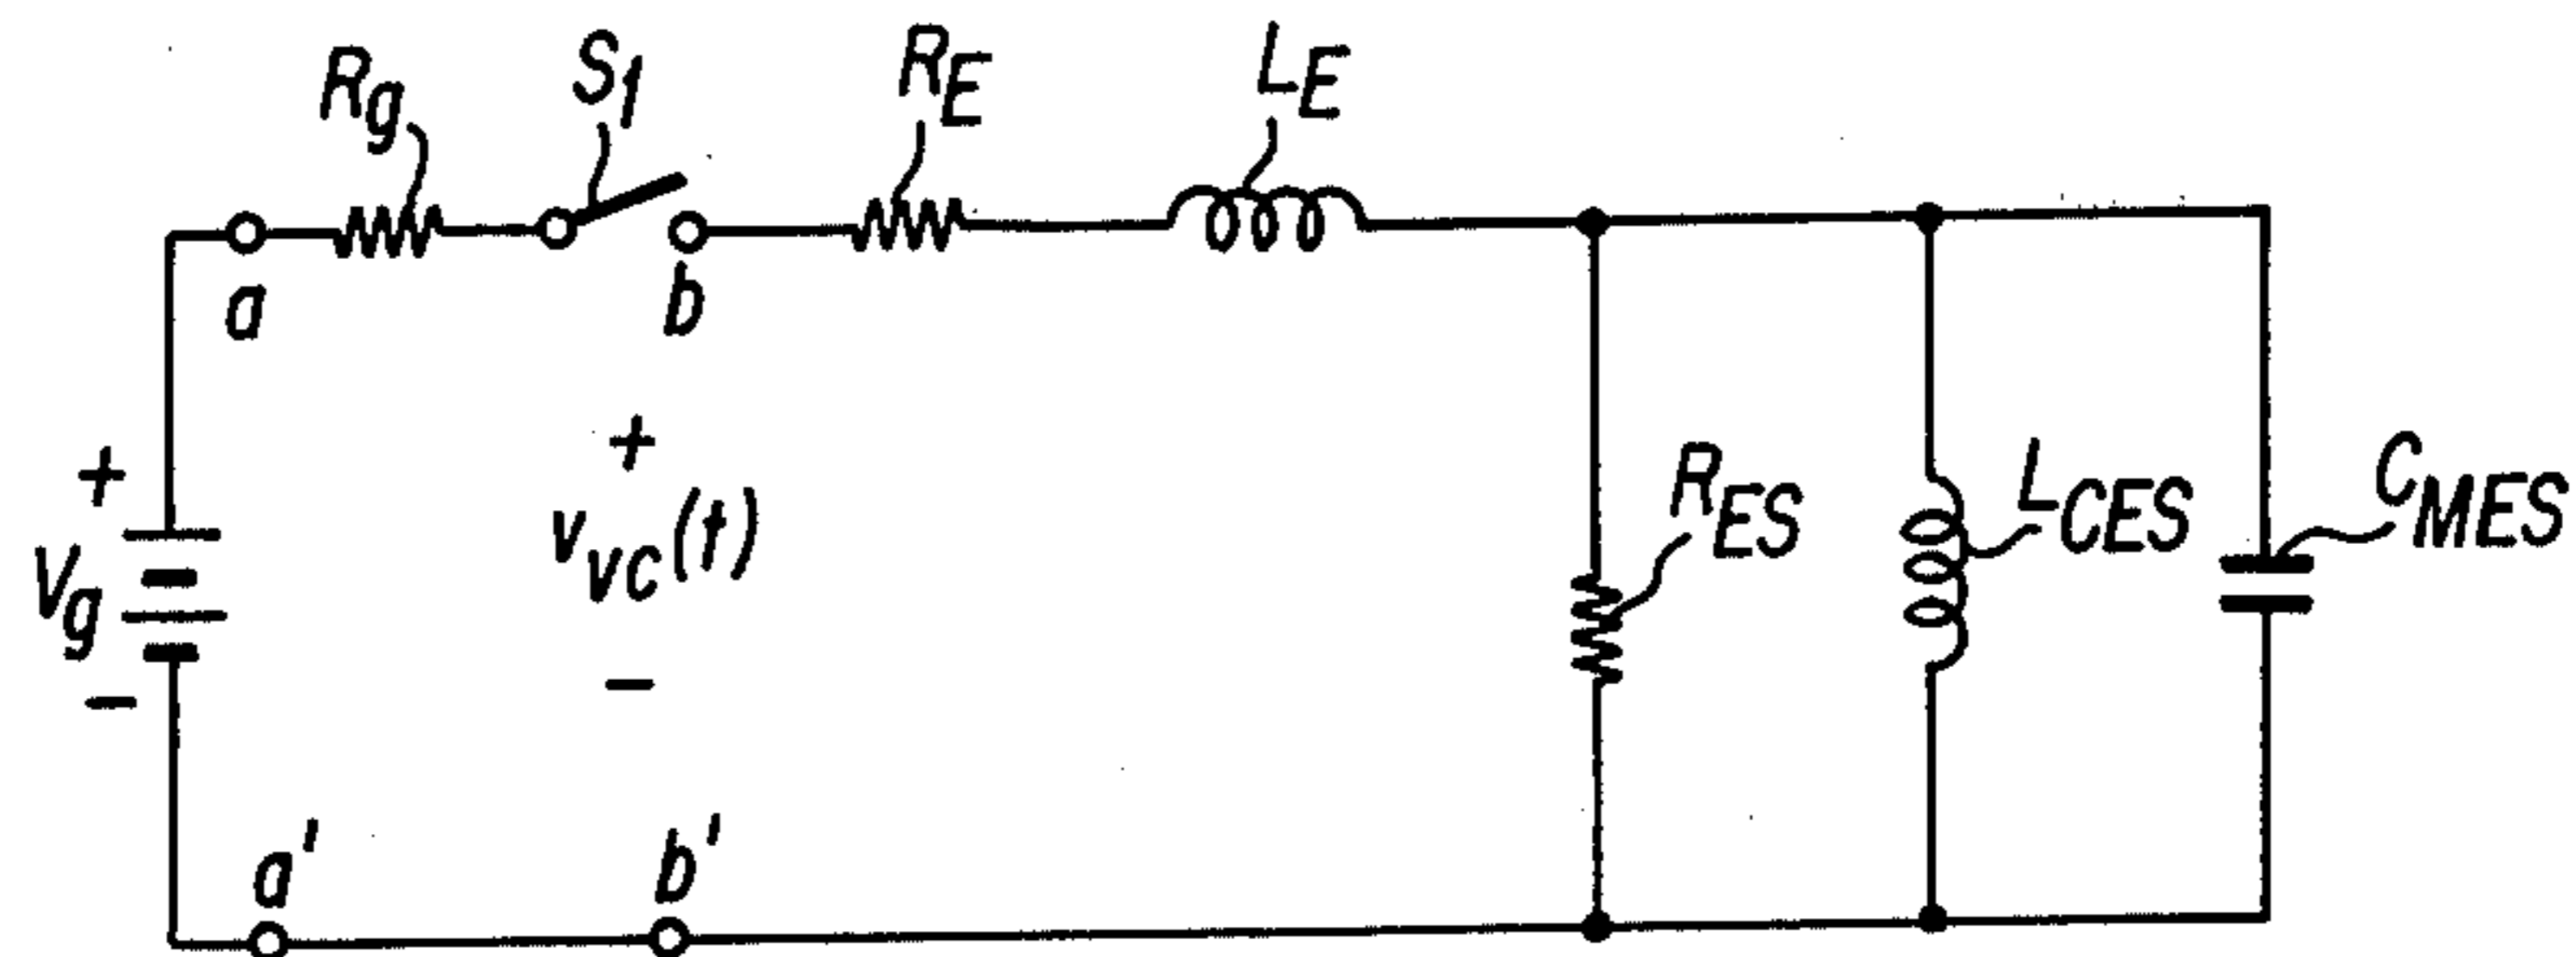 Rg
S1
RE
LE
a
b
+
Vg
−
+
vvc(t)
−
RES
LCES
CMES
a'
b'